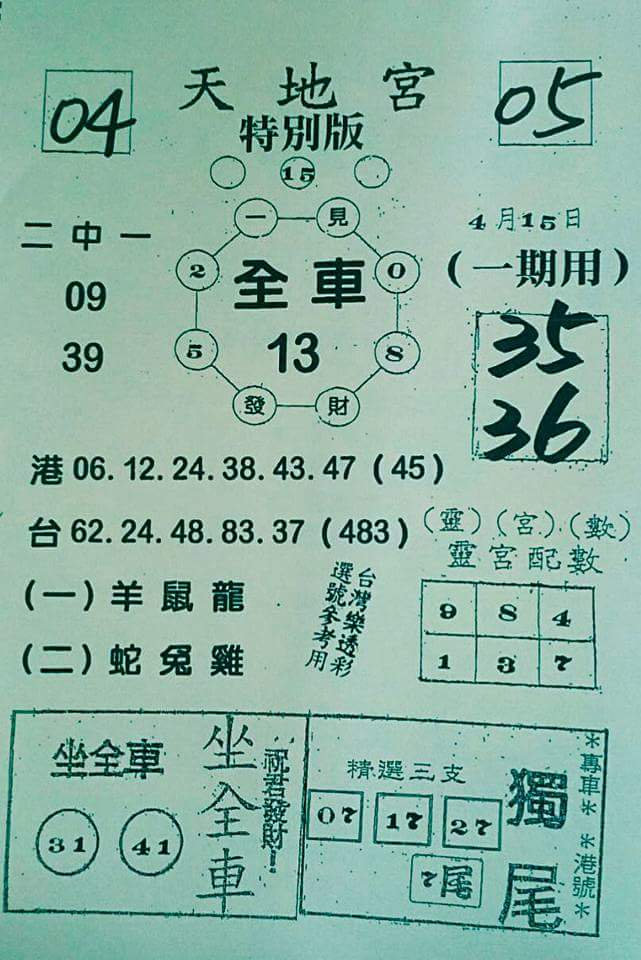 04
天地宮
05
特別版
15
二中一
09
39
一見
2 0
全車
13
5 8
發財
4月15日
(一期用)
35
36
港 06. 12. 24. 38. 43. 47 (45)
台 62. 24. 48. 83. 37 (483)
(靈)(宮)(數)
靈宮配數
9 8 4
1 3 7
(一)羊鼠龍
(二)蛇兔雞
台灣樂透彩
選號參考用
坐全車
31 41
坐全車
祝君發財!
精選三支
07 17 27
7尾
獨尾
*專車* *港號*